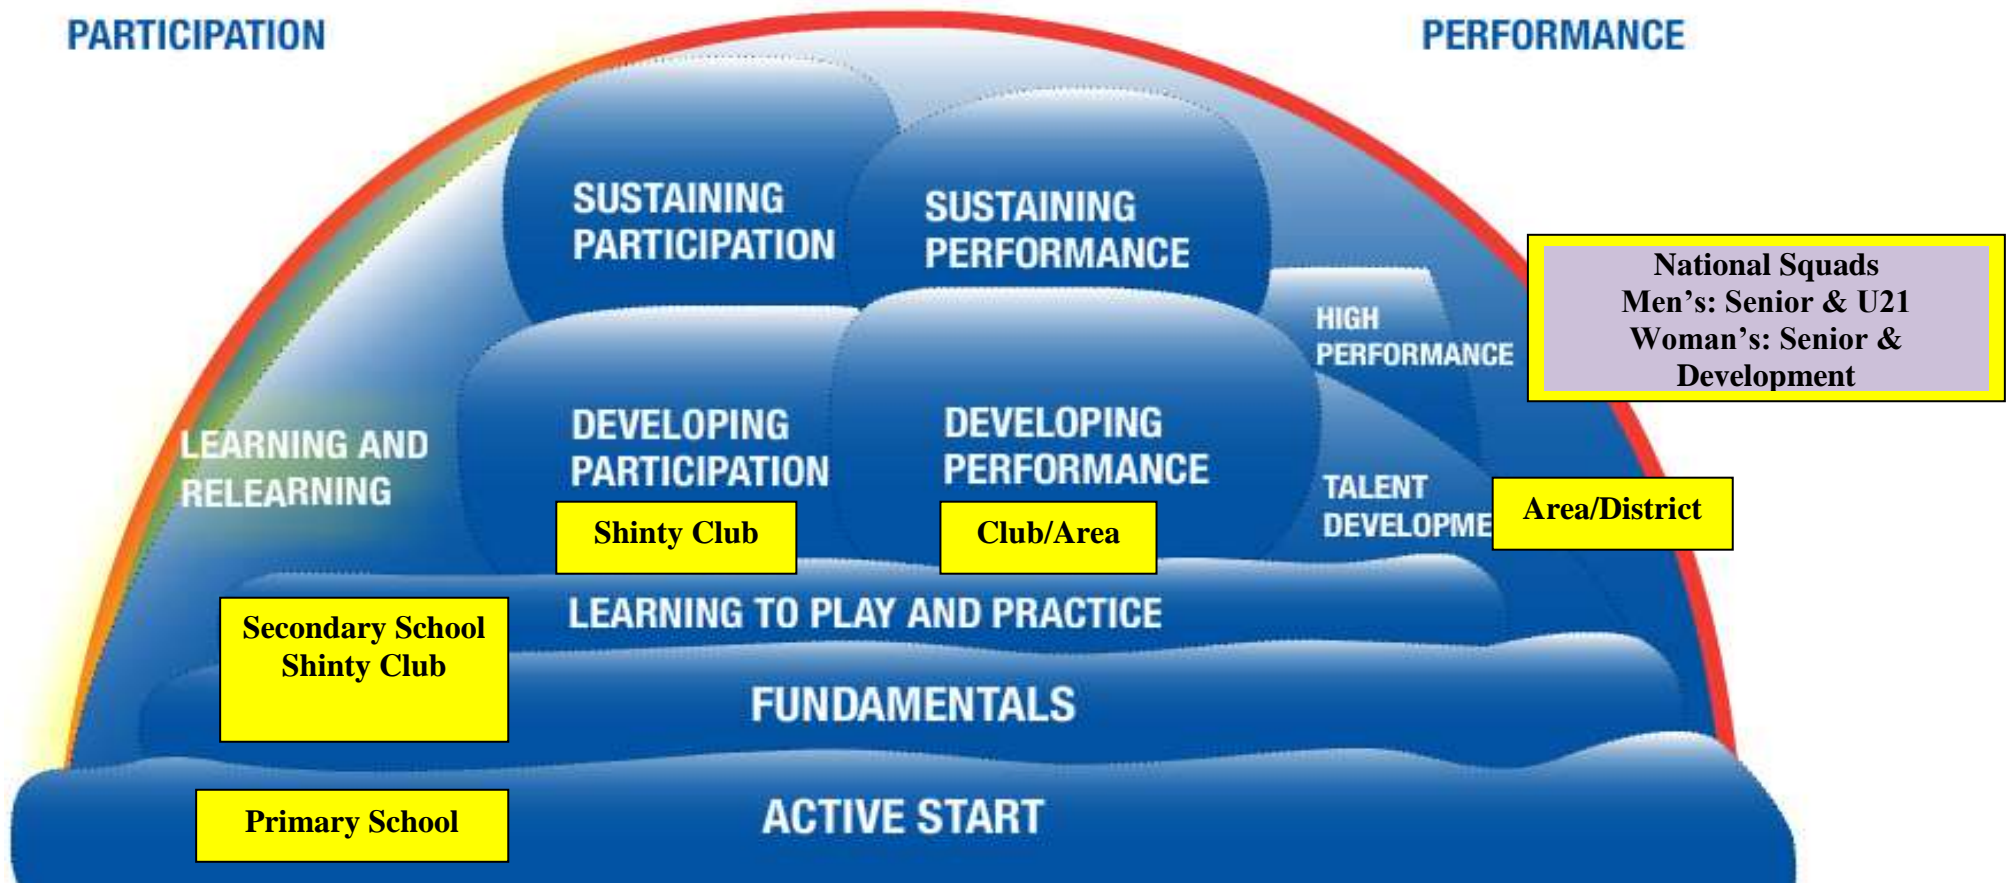 PARTICIPATION
PERFORMANCE
SUSTAINING
PARTICIPATION
SUSTAINING
PERFORMANCE
National Squads
Men's: Senior & U21
Woman's: Senior &
Development
HIGH
PERFORMANCE
LEARNING AND
RELEARNING
DEVELOPING
PARTICIPATION
Shinty Club
DEVELOPING
PERFORMANCE
Club/Area
TALENT
DEVELOPME
Area/District
LEARNING TO PLAY AND PRACTICE
Secondary School
Shinty Club
FUNDAMENTALS
Primary School
ACTIVE START